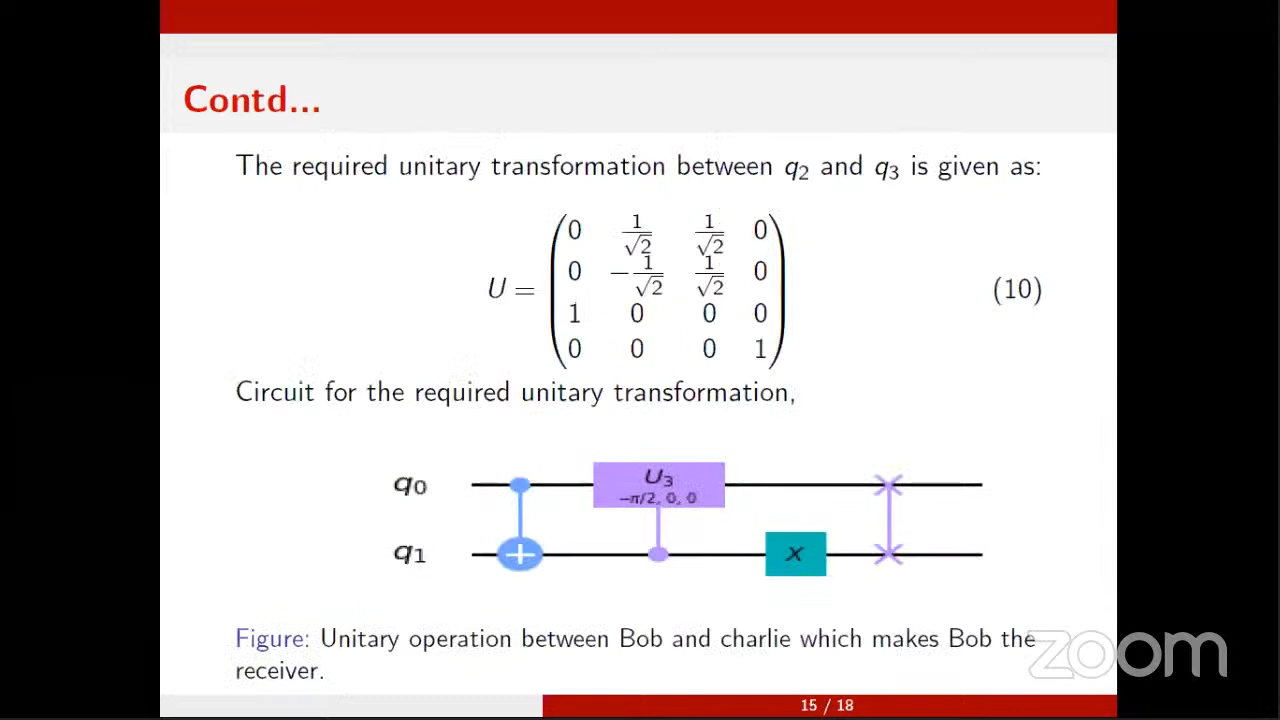 Contd...
The required unitary transformation between q₂ and q₃ is given as:
0 1/√2 1/√2 0
0 −1/√2 1/√2 0
U =
(10)
1 0 0 0
0 0 0 1
Circuit for the required unitary transformation,
q₀
U₃
−π/2, 0, 0
q₁
X
Figure: Unitary operation between Bob and charlie which makes Bob the
receiver.
zoom
15 / 18